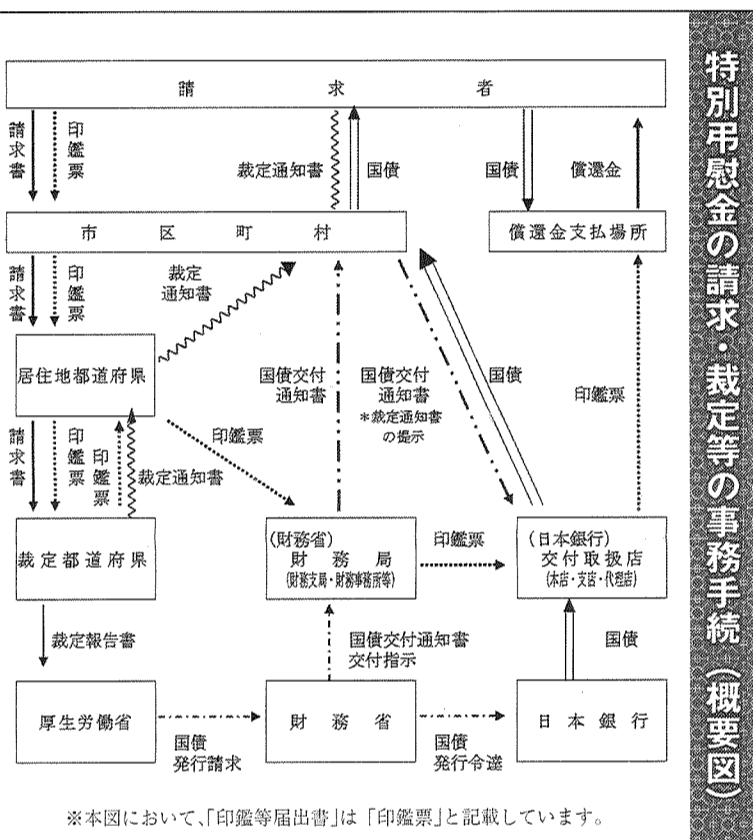 特別弔慰金の請求・裁定等の事務手続（概要図）
請求者
請求書
印鑑票
裁定通知書
国債
国債
償還金
市区町村
償還金支払場所
請求書
印鑑票
裁定
通知書
居住地都道府県
国債交付
通知書
国債交付
通知書
＊裁定通知書
の提示
国債
印鑑票
請求書
印鑑票
印鑑票
裁定通知書
印鑑票
裁定都道府県
(財務省)
財務局
(財務支局・財務事務所等)
印鑑票
(日本銀行)
交付取扱店
(本店・支店・代理店)
裁定報告書
国債交付通知書
交付指示
国債
厚生労働省
国債
発行請求
財務省
国債
発行令達
日本銀行
※本図において、「印鑑等届出書」は「印鑑票」と記載しています。